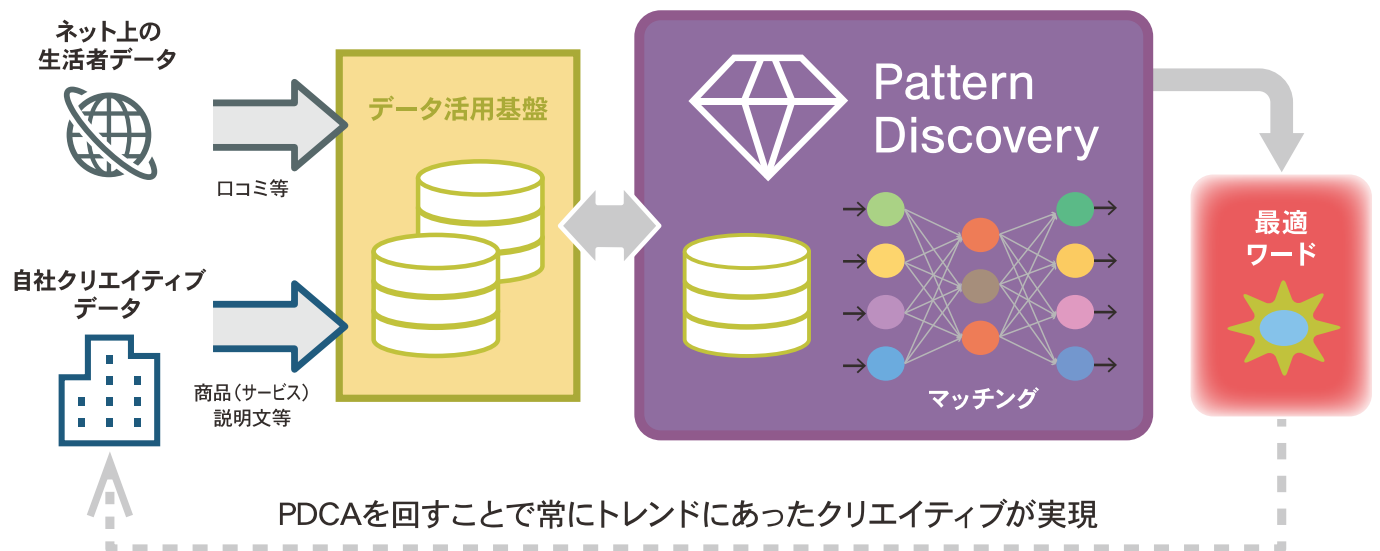 ネット上の
生活者データ
口コミ等
自社クリエイティブ
データ
商品(サービス)
説明文等
データ活用基盤
Pattern
Discovery
マッチング
最適
ワード
PDCAを回すことで常にトレンドにあったクリエイティブが実現